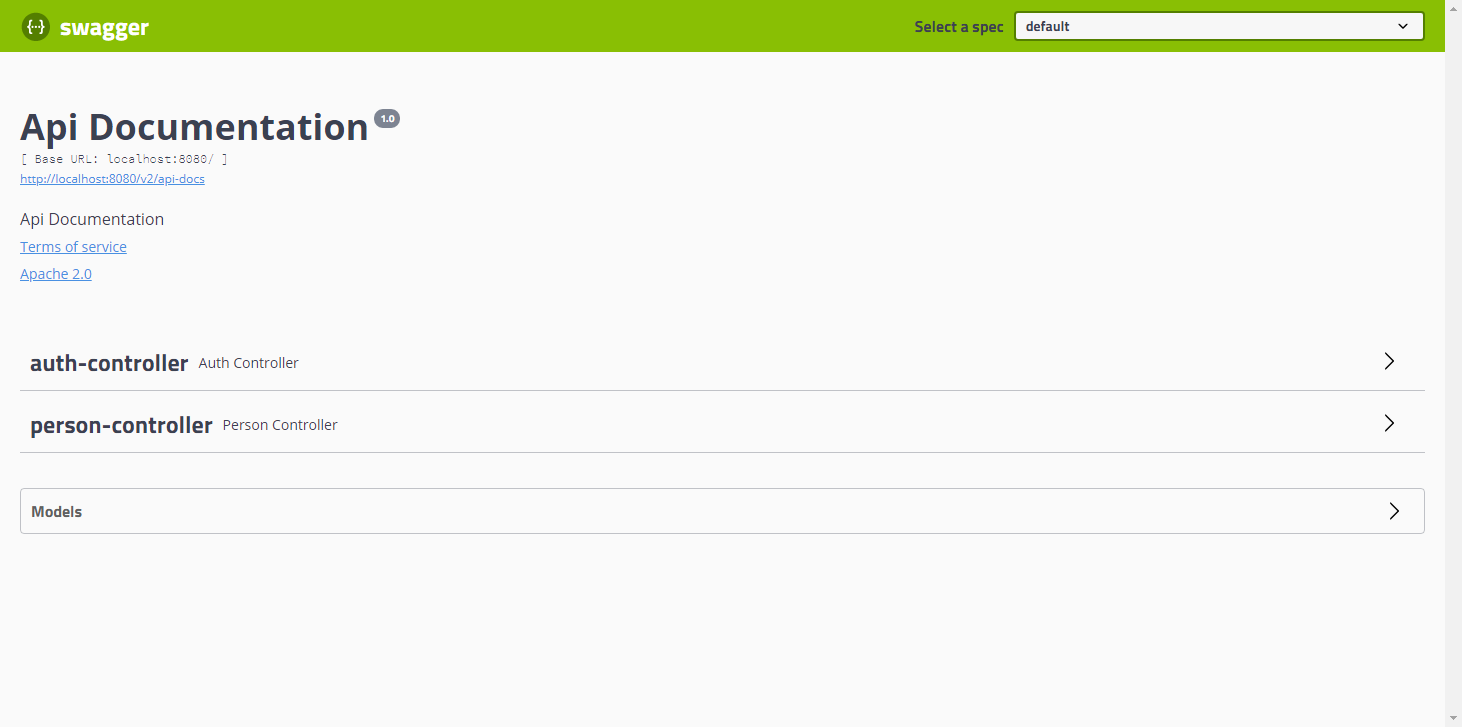 {··} swagger Select a spec default
Api Documentation 1.0
[ Base URL: localhost:8080/ ]
http://localhost:8080/v2/api-docs
Api Documentation
Terms of service
Apache 2.0
auth-controller Auth Controller
person-controller Person Controller
Models